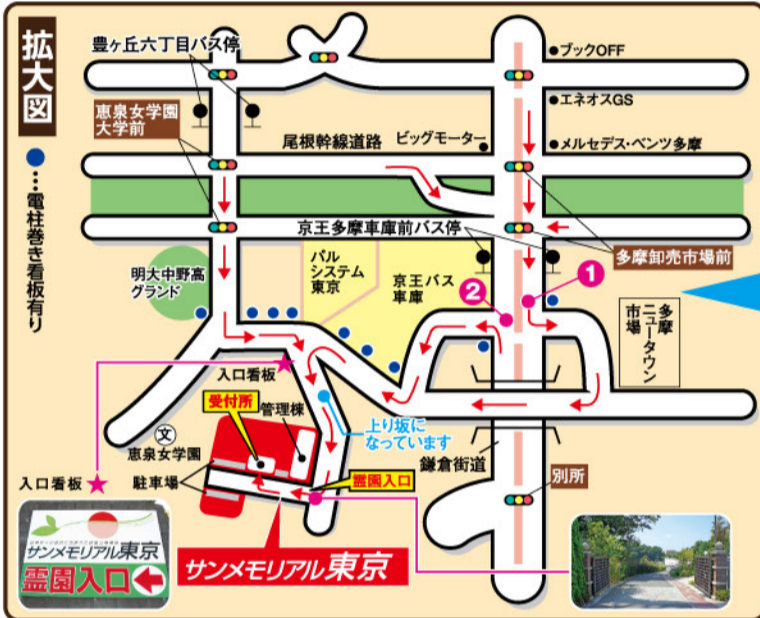 拡大図
●…電柱巻き看板有り
豊ヶ丘六丁目バス停
恵泉女学園
大学前
●ブックOFF
●エネオスGS
●メルセデス・ベンツ多摩
尾根幹線道路
ビッグモーター
京王多摩車庫前バス停
多摩卸売市場前
明大中野高
グランド
パル
システム
東京
京王バス
車庫
2
1
多摩
ニュータウン
市場
入口看板
受付所
管理棟
上り坂に
なっています
文
恵泉女学園
駐車場
霊園入口
鎌倉街道
別所
入口看板★
サンメモリアル東京
サンメモリアル東京
霊園入口